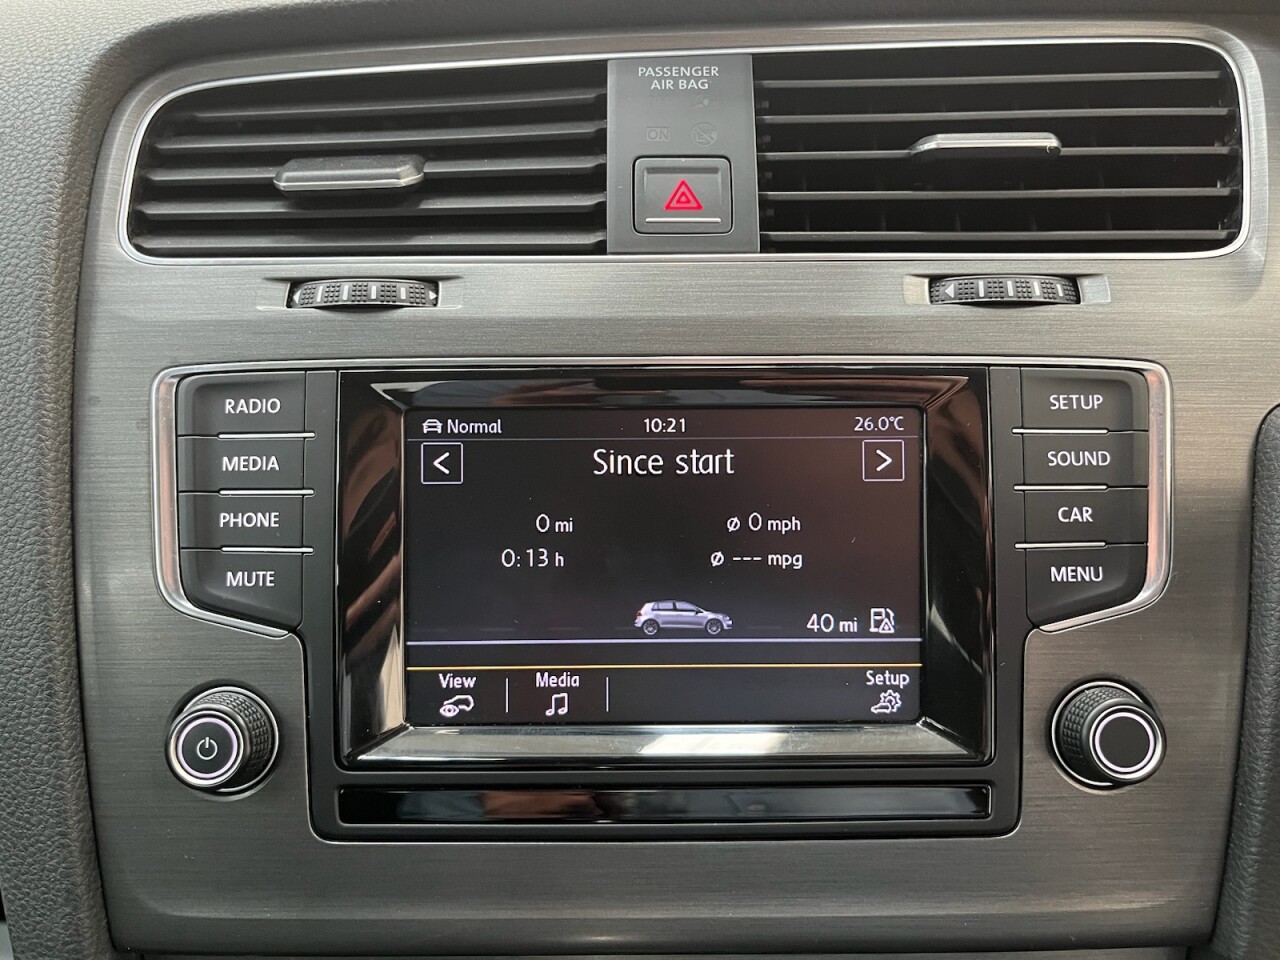 PASSENGER
AIR BAG
ON
RADIO
MEDIA
PHONE
MUTE
Normal 10:21 26.0°C
< Since start >
0 mi ø 0 mph
0:13 h ø --- mpg
40 mi
View Media Setup
SETUP
SOUND
CAR
MENU